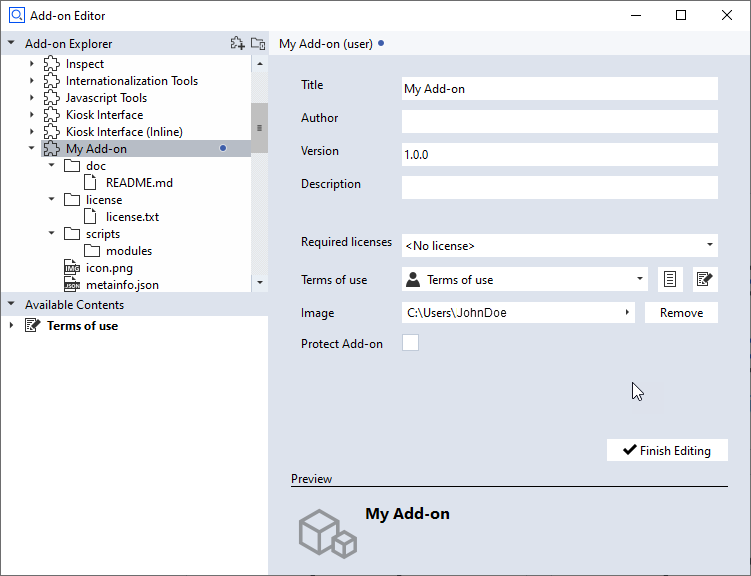 Add-on Editor
Add-on Explorer
Inspect
Internationalization Tools
Javascript Tools
Kiosk Interface
Kiosk Interface (Inline)
My Add-on
doc
README.md
license
license.txt
scripts
modules
icon.png
metainfo.json
Available Contents
Terms of use
My Add-on (user)
Title My Add-on
Author
Version 1.0.0
Description
Required licenses <No license>
Terms of use Terms of use
Image C:\Users\JohnDoe Remove
Protect Add-on
Finish Editing
Preview
My Add-on